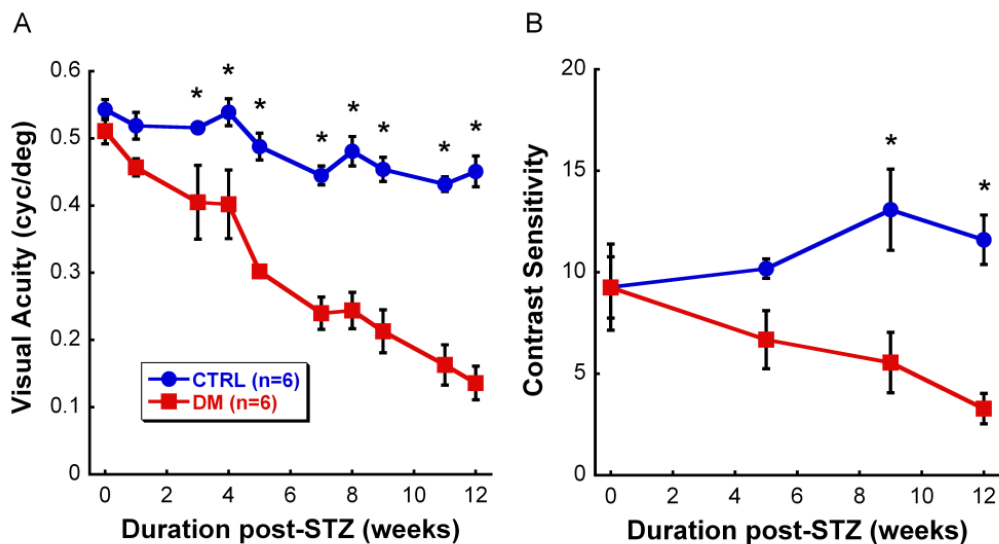 A
B
Visual Acuity (cyc/deg)
0.6
0.5
0.4
0.3
0.2
0.1
0
* * * * * * * *
CTRL (n=6)
DM (n=6)
0 2 4 6 8 10 12
Duration post-STZ (weeks)
Contrast Sensitivity
20
15
10
5
0
* *
0 2 4 6 8 10 12
Duration post-STZ (weeks)